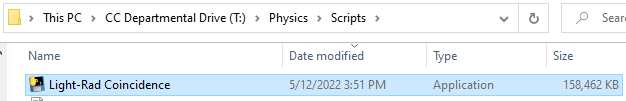 This PC > CC Departmental Drive (T:) > Physics > Scripts
Sear
Name Date modified Type Size
Light-Rad Coincidence 5/12/2022 3:51 PM Application 158,462 KB